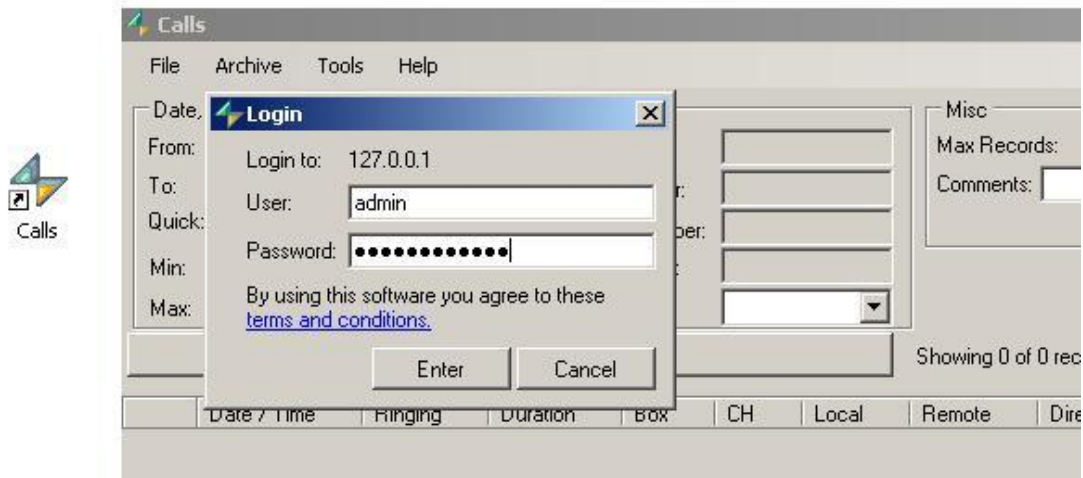 Calls
Calls
File Archive Tools Help
Login
Date,
From:
To:
Quick:
Min:
Max:
Login to: 127.0.0.1
User: admin
Password: ●●●●●●●●●●●●
By using this software you agree to these
terms and conditions.
Enter Cancel
r:
ber:
:
Misc
Max Records:
Comments:
Showing 0 of 0 rec
Date / Time Ringing Duration Box CH Local Remote Dire